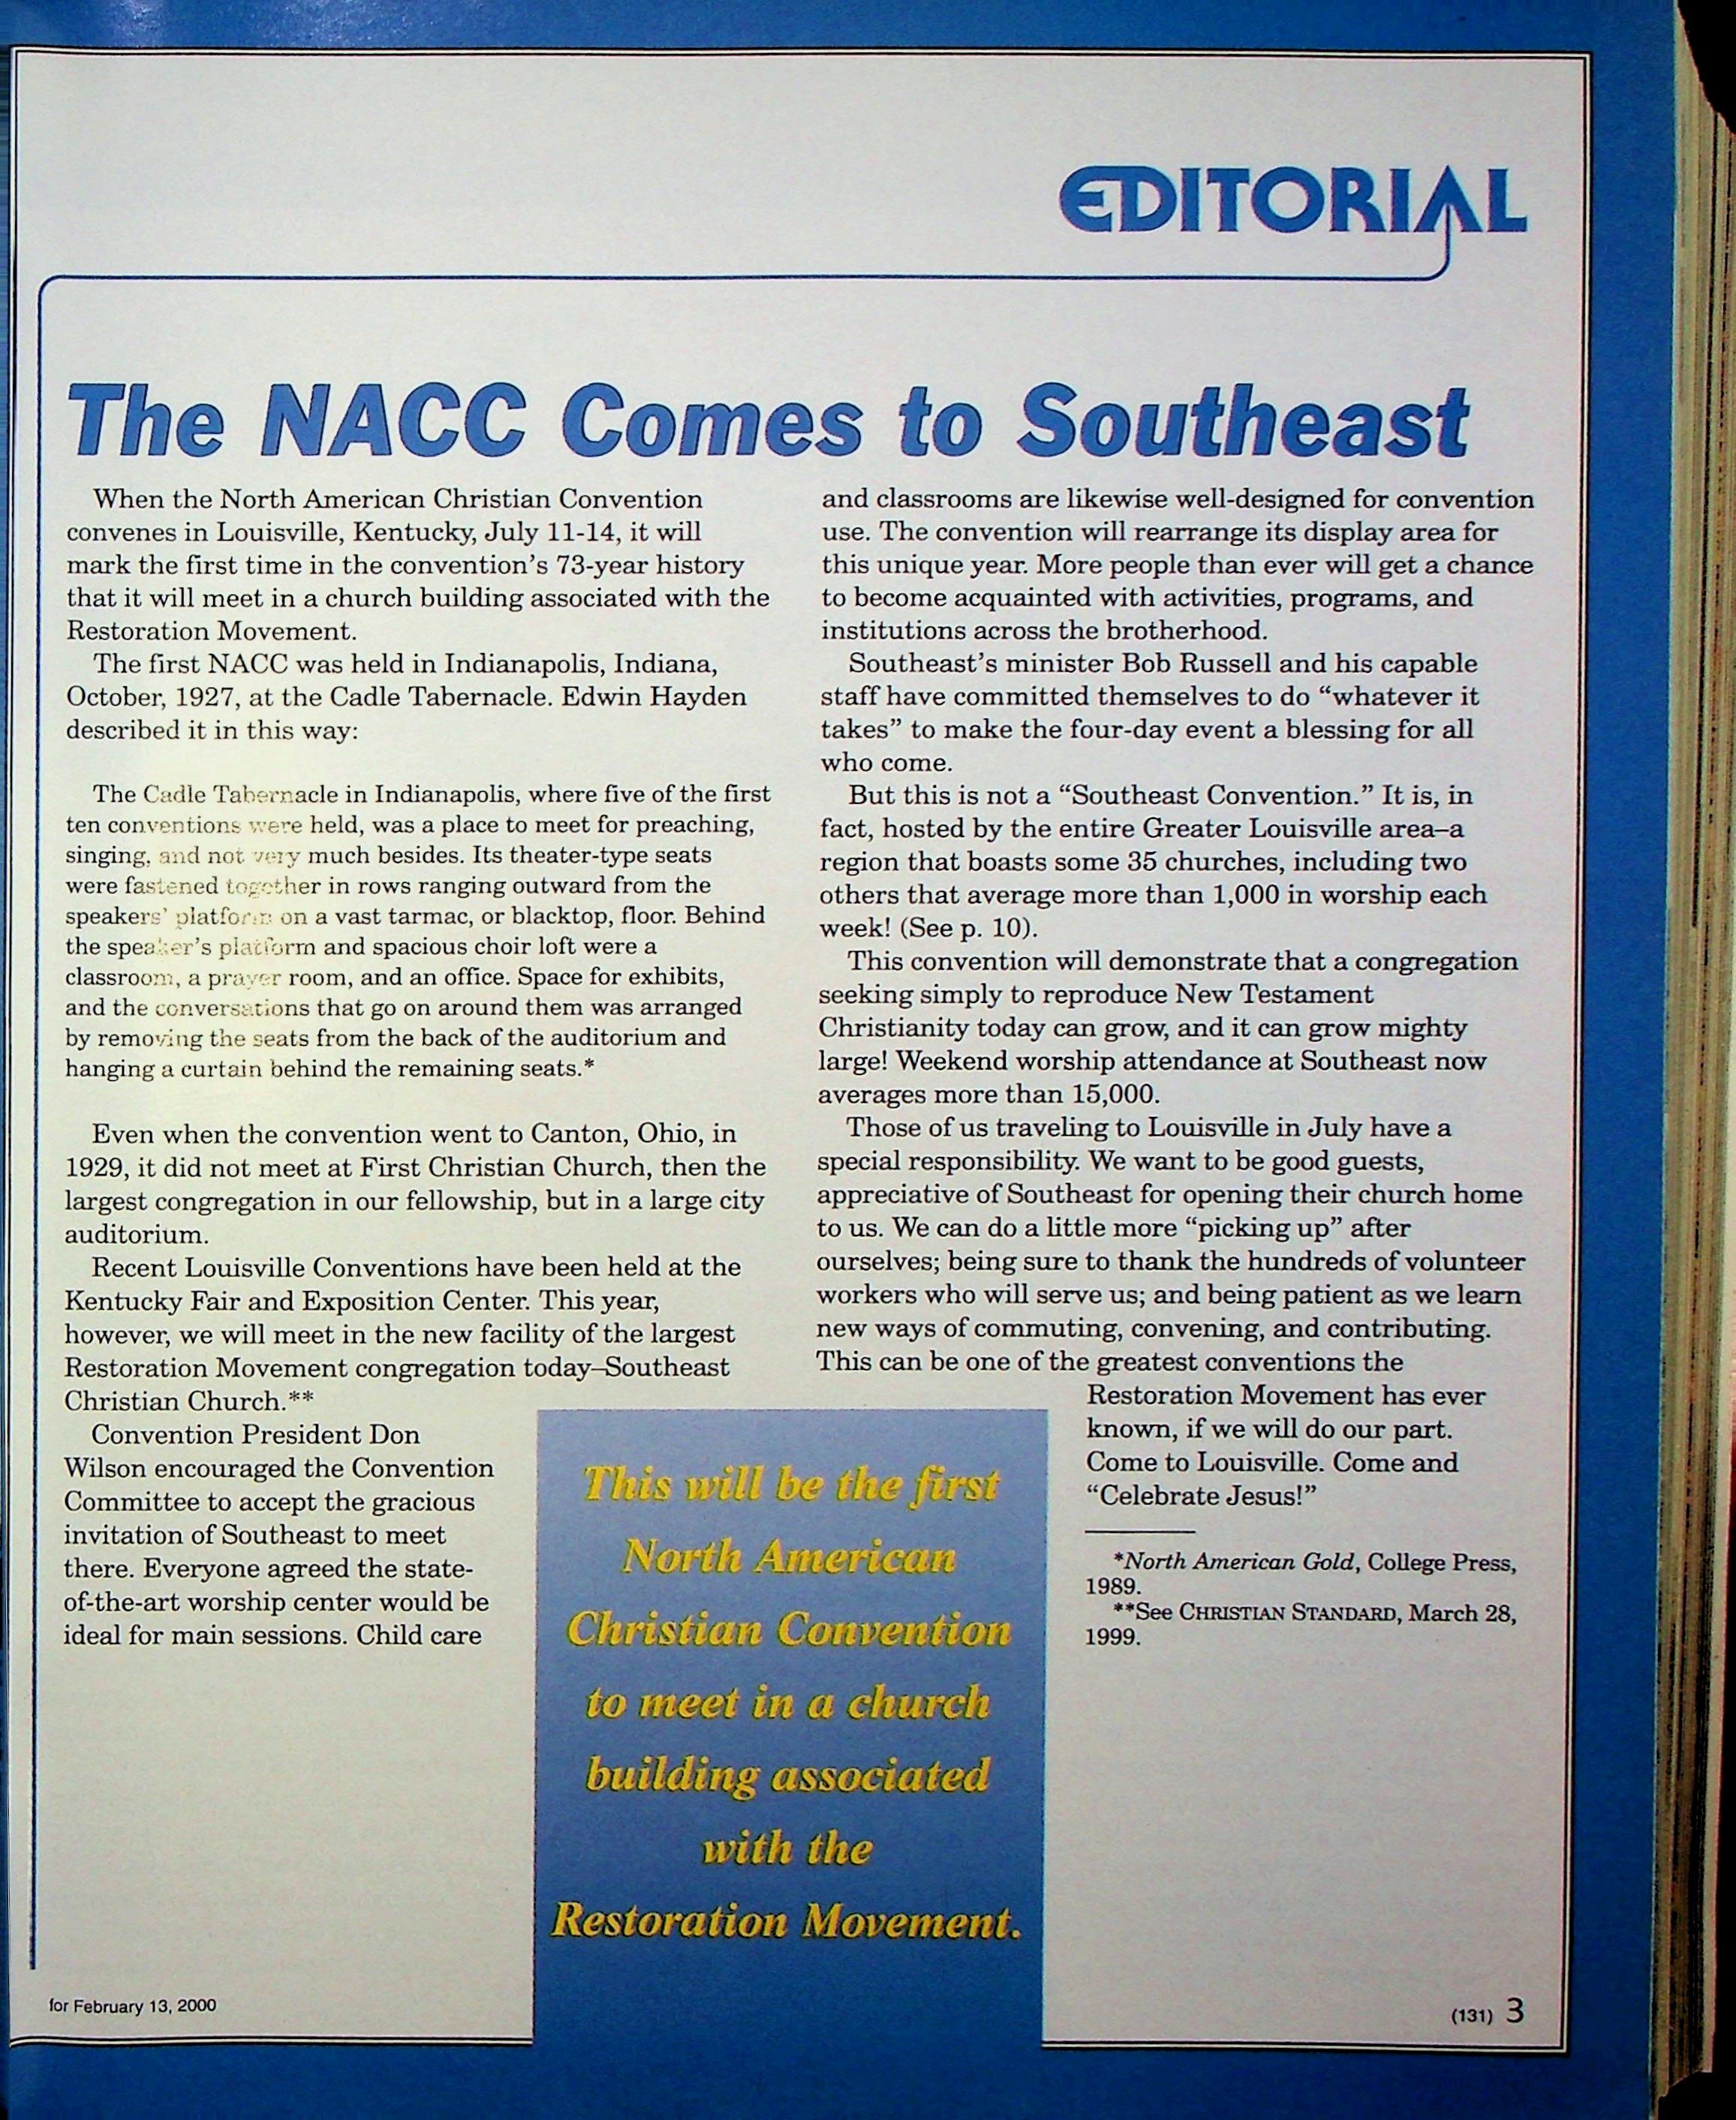 EDITORIAL
The NACC Comes to Southeast
When the North American Christian Convention
convenes in Louisville, Kentucky, July 11-14, it will
mark the first time in the convention's 73-year history
that it will meet in a church building associated with the
Restoration Movement.
The first NACC was held in Indianapolis, Indiana,
October, 1927, at the Cadle Tabernacle. Edwin Hayden
described it in this way:
The Cadle Tabernacle in Indianapolis, where five of the first
ten conventions were held, was a place to meet for preaching,
singing, and not very much besides. Its theater-type seats
were fastened together in rows ranging outward from the
speakers' platform on a vast tarmac, or blacktop, floor. Behind
the speaker's platform and spacious choir loft were a
classroom, a prayer room, and an office. Space for exhibits,
and the conversations that go on around them was arranged
by removing the seats from the back of the auditorium and
hanging a curtain behind the remaining seats.*
Even when the convention went to Canton, Ohio, in
1929, it did not meet at First Christian Church, then the
largest congregation in our fellowship, but in a large city
auditorium.
Recent Louisville Conventions have been held at the
Kentucky Fair and Exposition Center. This year,
however, we will meet in the new facility of the largest
Restoration Movement congregation today–Southeast
Christian Church.**
Convention President Don
Wilson encouraged the Convention
Committee to accept the gracious
invitation of Southeast to meet
there. Everyone agreed the state-
of-the-art worship center would be
ideal for main sessions. Child care
and classrooms are likewise well-designed for convention
use. The convention will rearrange its display area for
this unique year. More people than ever will get a chance
to become acquainted with activities, programs, and
institutions across the brotherhood.
Southeast's minister Bob Russell and his capable
staff have committed themselves to do “whatever it
takes” to make the four-day event a blessing for all
who come.
But this is not a “Southeast Convention.” It is, in
fact, hosted by the entire Greater Louisville area–a
region that boasts some 35 churches, including two
others that average more than 1,000 in worship each
week! (See p. 10).
This convention will demonstrate that a congregation
seeking simply to reproduce New Testament
Christianity today can grow, and it can grow mighty
large! Weekend worship attendance at Southeast now
averages more than 15,000.
Those of us traveling to Louisville in July have a
special responsibility. We want to be good guests,
appreciative of Southeast for opening their church home
to us. We can do a little more “picking up” after
ourselves; being sure to thank the hundreds of volunteer
workers who will serve us; and being patient as we learn
new ways of commuting, convening, and contributing.
This can be one of the greatest conventions the
Restoration Movement has ever
known, if we will do our part.
Come to Louisville. Come and
“Celebrate Jesus!”
*North American Gold, College Press,
1989.
**See CHRISTIAN STANDARD, March 28,
1999.
This will be the first
North American
Christian Convention
to meet in a church
building associated
with the
Restoration Movement.
for February 13, 2000
(131) 3